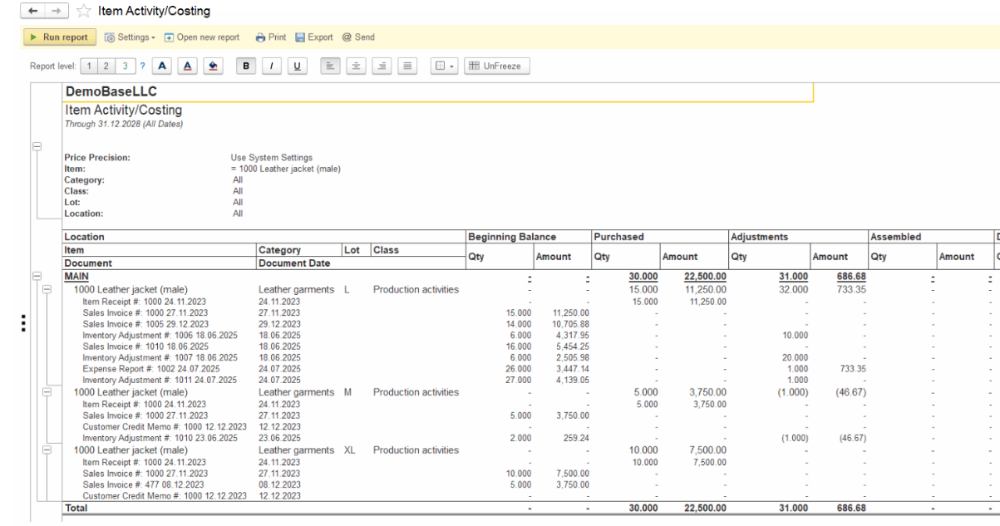 Item Activity/Costing
Run report Settings Open new report Print Export @ Send
Report level: 1 2 3 ? A A B I U UnFreeze
DemoBaseLLC
Item Activity/Costing
Through 31.12.2028 (All Dates)
Price Precision: Use System Settings
Item: = 1000 Leather jacket (male)
Category: All
Class: All
Lot: All
Location: All
Location Beginning Balance Purchased Adjustments Assembled
Item Category Lot Class Qty Amount Qty Amount Qty Amount Qty Amount
Document Document Date
MAIN - - 30.000 22,500.00 31.000 686.68 - -
1000 Leather jacket (male) Leather garments L Production activities - - 15.000 11,250.00 32.000 733.35 - -
Item Receipt #: 1000 24.11.2023 24.11.2023 - - 15.000 11,250.00 - - - -
Sales Invoice #: 1000 27.11.2023 27.11.2023 15.000 11,250.00 - - - - - -
Sales Invoice #: 1005 29.12.2023 29.12.2023 14.000 10,705.88 - - - - - -
Inventory Adjustment #: 1006 18.06.2025 18.06.2025 6.000 4,317.95 - - 10.000 - -
Sales Invoice #: 1010 18.06.2025 18.06.2025 16.000 5,454.25 - - - - - -
Inventory Adjustment #: 1007 18.06.2025 18.06.2025 6.000 2,505.98 - - 20.000 - -
Expense Report #: 1002 24.07.2025 24.07.2025 26.000 3,447.14 - - 1.000 733.35 - -
Inventory Adjustment #: 1011 24.07.2025 24.07.2025 27.000 4,139.05 - - 1.000 - -
1000 Leather jacket (male) Leather garments M Production activities - - 5.000 3,750.00 (1.000) (46.67) - -
Item Receipt #: 1000 24.11.2023 24.11.2023 - - 5.000 3,750.00 - - - -
Sales Invoice #: 1000 27.11.2023 27.11.2023 5.000 3,750.00 - - - - - -
Customer Credit Memo #: 1000 12.12.2023 12.12.2023 - - - - - - - -
Inventory Adjustment #: 1010 23.06.2025 23.06.2025 2.000 259.24 - - (1.000) (46.67) - -
1000 Leather jacket (male) Leather garments XL Production activities - - 10.000 7,500.00 - - - -
Item Receipt #: 1000 24.11.2023 24.11.2023 - - 10.000 7,500.00 - - - -
Sales Invoice #: 1000 27.11.2023 27.11.2023 10.000 7,500.00 - - - - - -
Sales Invoice #: 477 08.12.2023 08.12.2023 5.000 3,750.00 - - - - - -
Customer Credit Memo #: 1000 12.12.2023 12.12.2023 - - - - - - - -
Total - - 30.000 22,500.00 31.000 686.68 - -